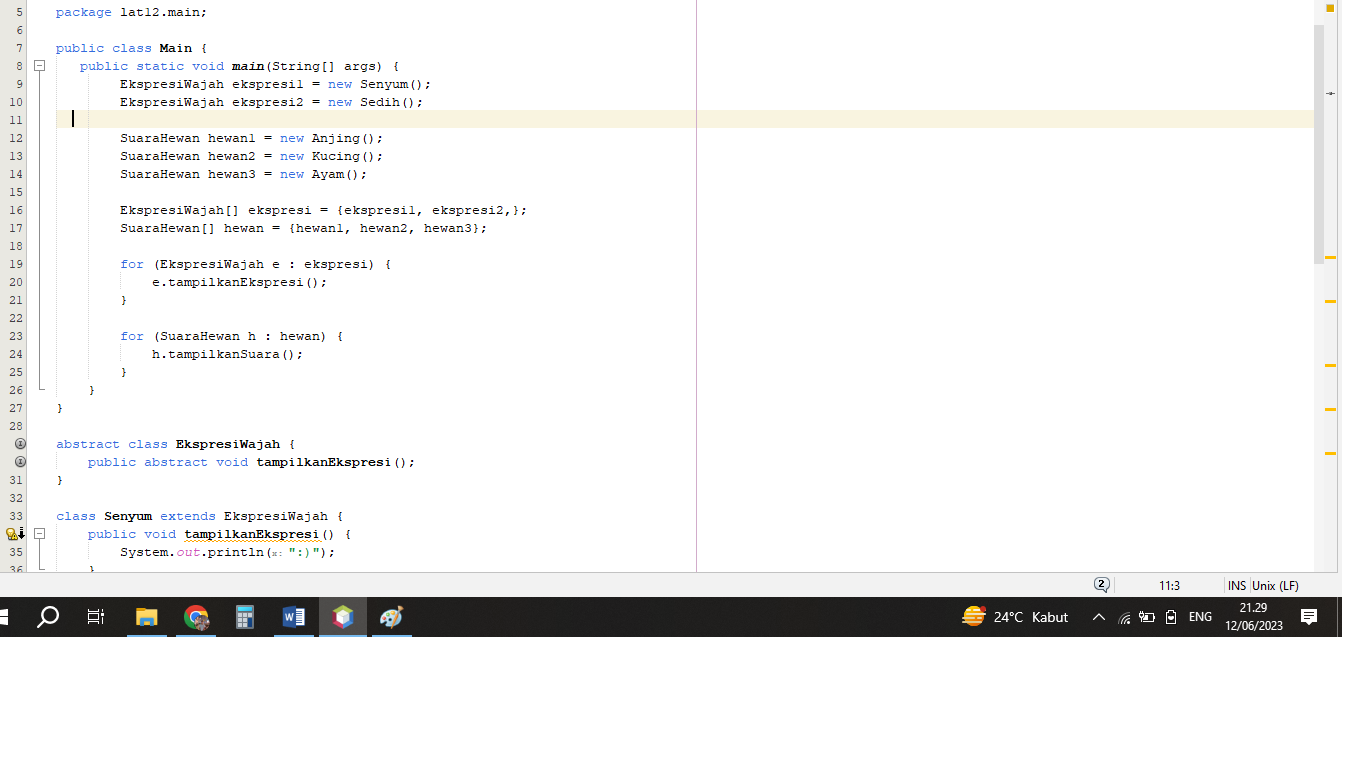 5 package lat12.main;
6
7 public class Main {
8 public static void main(String[] args) {
9 EkspresiWajah ekspresi1 = new Senyum();
10 EkspresiWajah ekspresi2 = new Sedih();
11
12 SuaraHewan hewan1 = new Anjing();
13 SuaraHewan hewan2 = new Kucing();
14 SuaraHewan hewan3 = new Ayam();
15
16 EkspresiWajah[] ekspresi = {ekspresi1, ekspresi2,};
17 SuaraHewan[] hewan = {hewan1, hewan2, hewan3};
18
19 for (EkspresiWajah e : ekspresi) {
20 e.tampilkanEkspresi();
21 }
22
23 for (SuaraHewan h : hewan) {
24 h.tampilkanSuara();
25 }
26 }
27 }
28
abstract class EkspresiWajah {
public abstract void tampilkanEkspresi();
31 }
32
33 class Senyum extends EkspresiWajah {
public void tampilkanEkspresi() {
35 System.out.println(x: ":)");
36 }
2 11:3 INS Unix (LF)
24°C Kabut ENG 21.29
12/06/2023